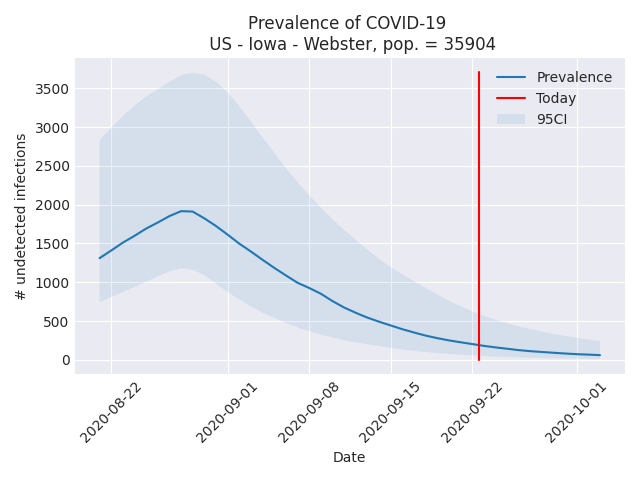 Prevalence of COVID-19
US - Iowa - Webster, pop. = 35904
Prevalence
Today
95CI
# undetected infections
3500
3000
2500
2000
1500
1000
500
0
2020-08-22
2020-09-01
2020-09-08
2020-09-15
2020-09-22
2020-10-01
Date